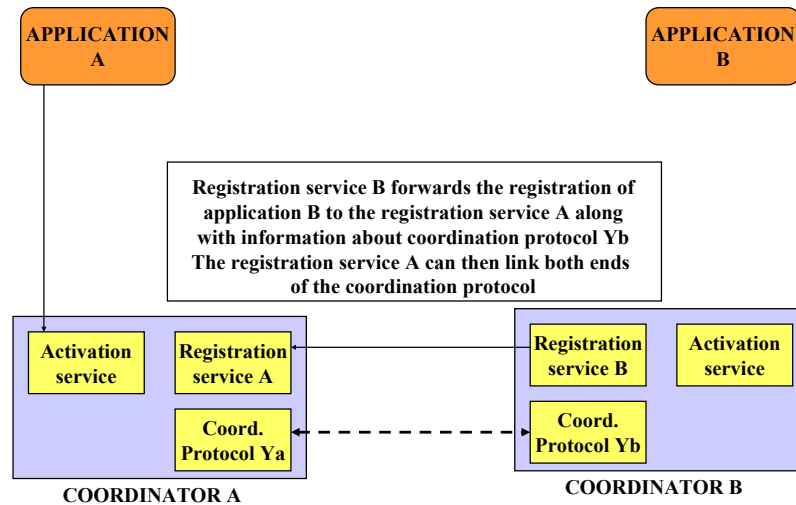 APPLICATION
A
APPLICATION
B
Registration service B forwards the registration of
application B to the registration service A along
with information about coordination protocol Yb
The registration service A can then link both ends
of the coordination protocol
Activation
service
Registration
service A
Coord.
Protocol Ya
COORDINATOR A
Registration
service B
Activation
service
Coord.
Protocol Yb
COORDINATOR B